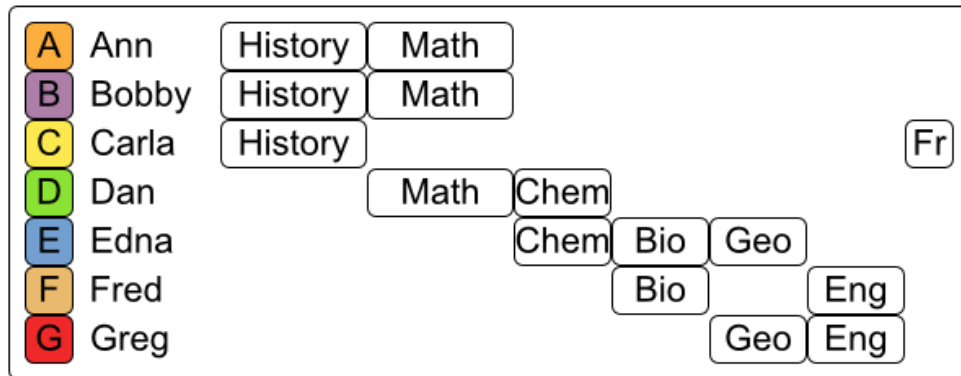 A Ann History Math
B Bobby History Math
C Carla History Fr
D Dan Math Chem
E Edna Chem Bio Geo
F Fred Bio Eng
G Greg Geo Eng